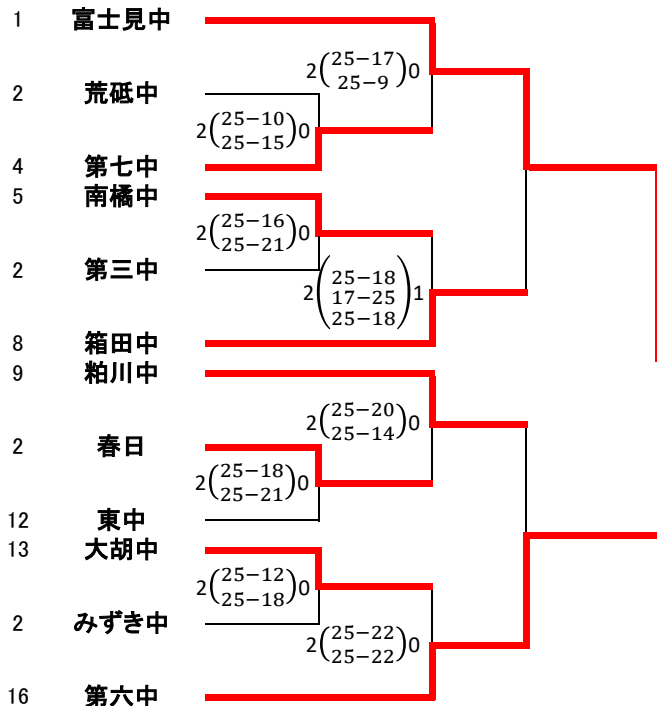 1 富士見中
2(25−17 25−9)0
2 荒砥中
2(25−10 25−15)0
4 第七中
5 南橘中
2(25−16 25−21)0
2 第三中
2(25−18 17−25 25−18)1
8 箱田中
9 粕川中
2(25−20 25−14)0
2 春日
2(25−18 25−21)0
12 東中
13 大胡中
2(25−12 25−18)0
2 みずき中
2(25−22 25−22)0
16 第六中